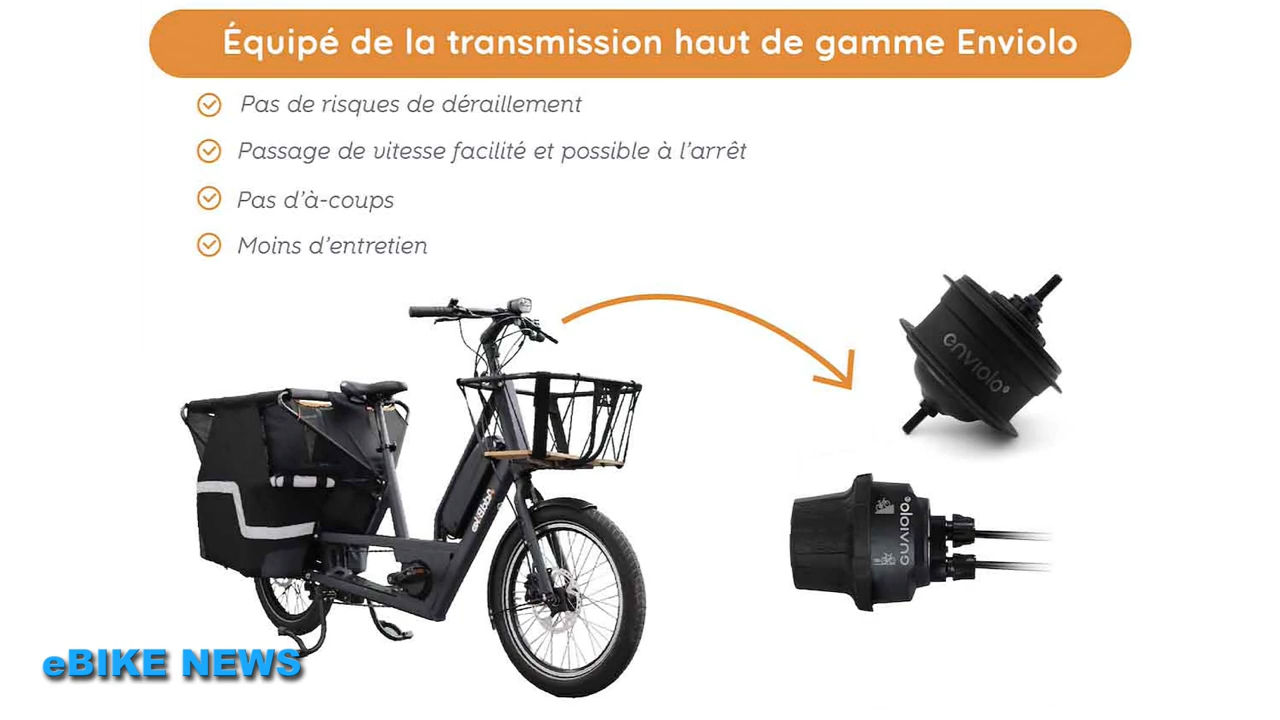 Équipé de la transmission haut de gamme Enviolo
Pas de risques de déraillement
Passage de vitesse facilité et possible à l'arrêt
Pas d'à-coups
Moins d'entretien
enviolo
enviolo
eBIKE NEWS